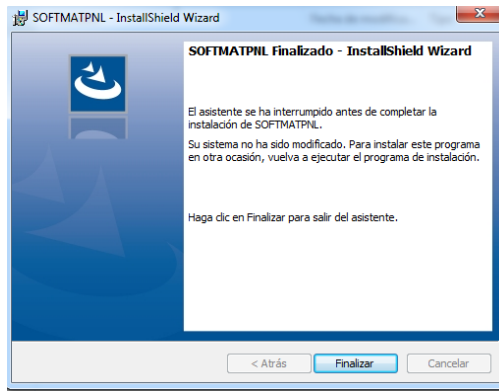 SOFTMATPNL - InstallShield Wizard
SOFTMATPNL Finalizado - InstallShield Wizard
El asistente se ha interrumpido antes de completar la
instalación de SOFTMATPNL.
Su sistema no ha sido modificado. Para instalar este programa
en otra ocasión, vuelva a ejecutar el programa de instalación.
Haga clic en Finalizar para salir del asistente.
< Atrás Finalizar Cancelar